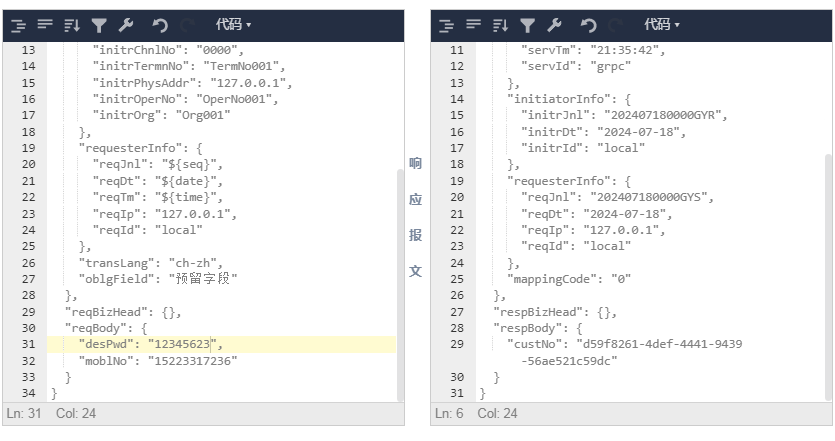 代码
13 "initrChnlNo": "0000",
14 "initrTermnNo": "TermNo001",
15 "initrPhysAddr": "127.0.0.1",
16 "initrOperNo": "OperNo001",
17 "initrOrg": "Org001"
18 },
19 "requesterInfo": {
20 "reqJnl": "${seq}",
21 "reqDt": "${date}",
22 "reqTm": "${time}",
23 "reqIp": "127.0.0.1",
24 "reqId": "local"
25 },
26 "transLang": "ch-zh",
27 "oblgField": "预留字段"
28 },
29 "reqBizHead": {},
30 "reqBody": {
31 "desPwd": "12345623",
32 "moblNo": "15223317236"
33 }
34 }
Ln: 31 Col: 24
响
应
报
文
代码
11 "servTm": "21:35:42",
12 "servId": "grpc"
13 },
14 "initiatorInfo": {
15 "initrJnl": "202407180000GYR",
16 "initrDt": "2024-07-18",
17 "initrId": "local"
18 },
19 "requesterInfo": {
20 "reqJnl": "202407180000GYS",
21 "reqDt": "2024-07-18",
22 "reqIp": "127.0.0.1",
23 "reqId": "local"
24 },
25 "mappingCode": "0"
26 },
27 "respBizHead": {},
28 "respBody": {
29 "custNo": "d59f8261-4def-4441-9439
-56ae521c59dc"
30 }
31 }
Ln: 6 Col: 24